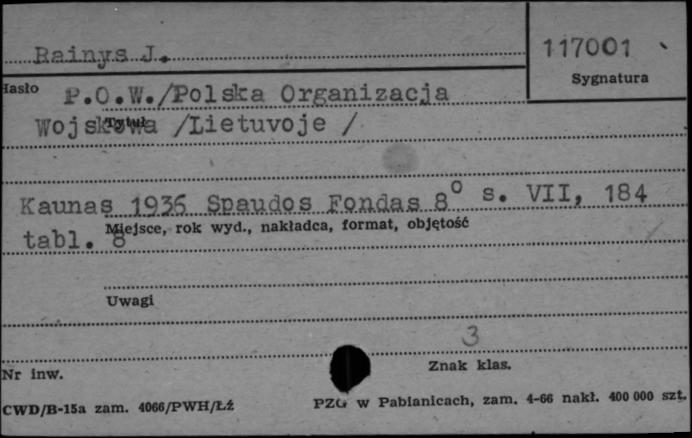 Rainys J.
117001
Hasło
Sygnatura
P.O.W./Polska Organizacja
Wojskowa /Lietuvoje /
Tytuł
Kaunas 1936 Spaudos Fondas 8° s. VII, 184
tabl. 8
Miejsce, rok wyd., nakładca, format, objętość
Uwagi
3
Nr inw.
Znak klas.
CWD/B-15a zam. 4066/PWH/Łź
PZG w Pabianicach, zam. 4-66 nakł. 400 000 szt.